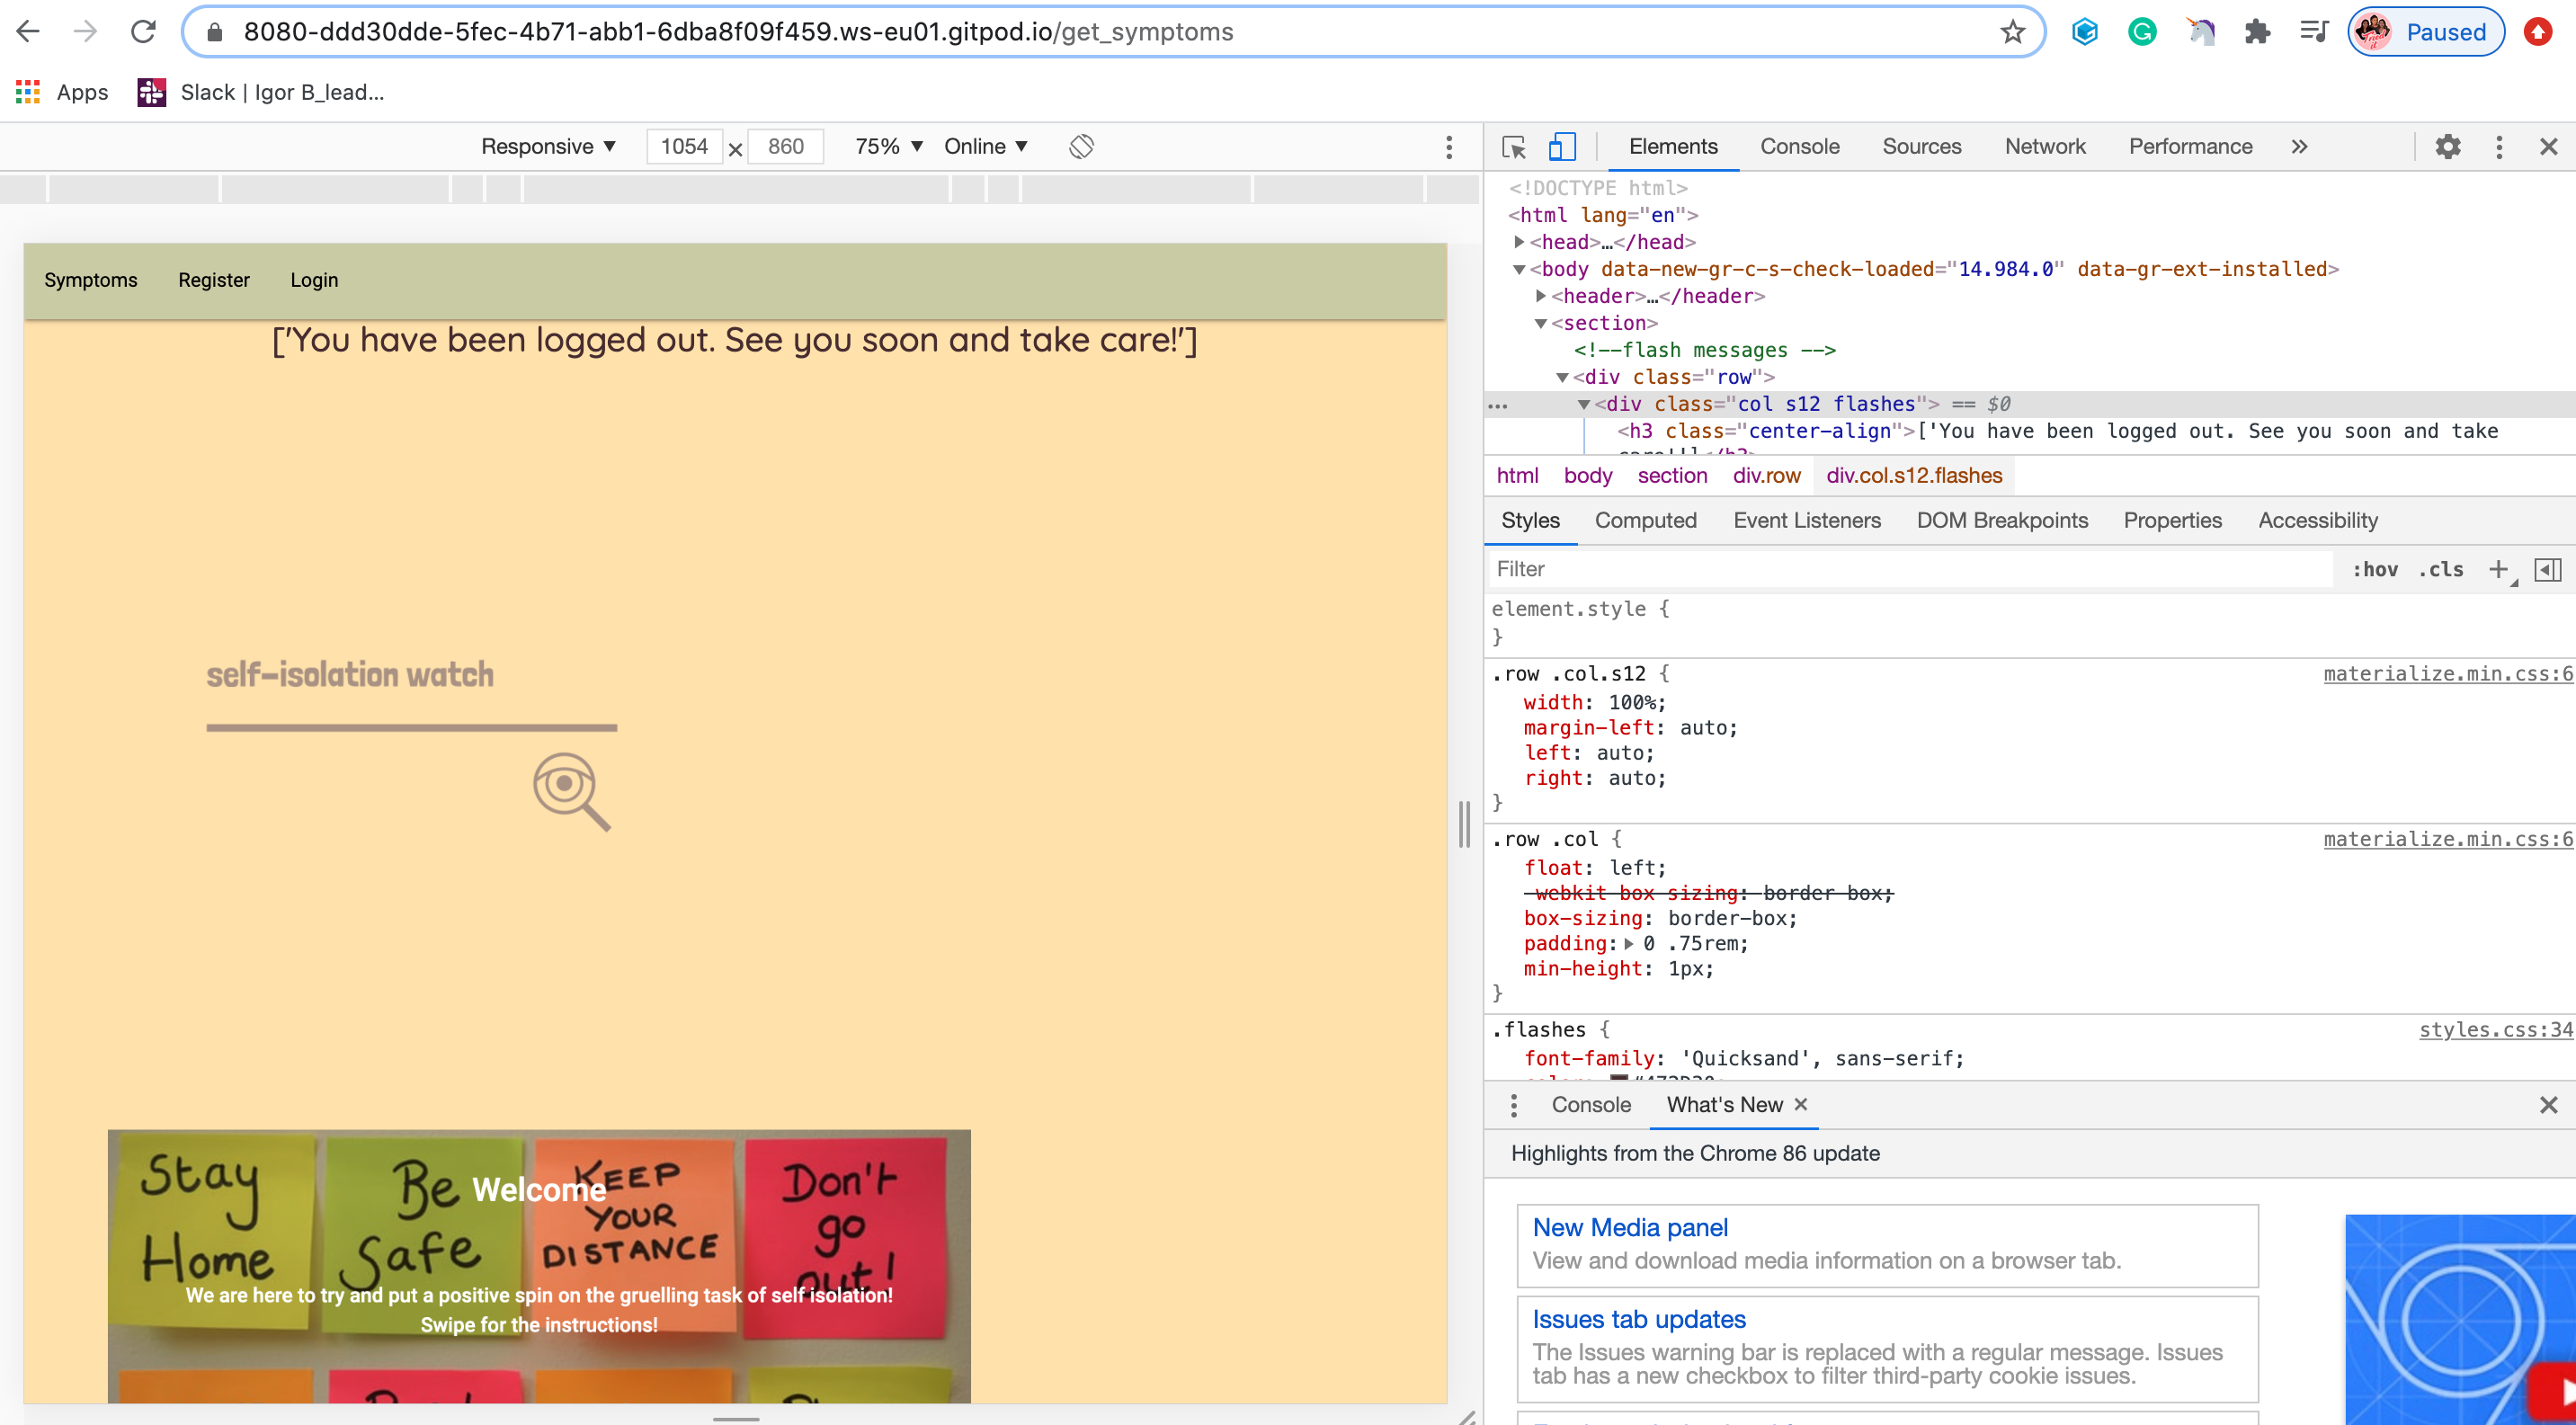 8080-ddd30dde-5fec-4b71-abb1-6dba8f09f459.ws-eu01.gitpod.io/get_symptoms
Paused
Apps
Slack | Igor B_lead...
Responsive ▼ 1054 × 860 75% ▼ Online ▼
Elements Console Sources Network Performance »
Symptoms Register Login
['You have been logged out. See you soon and take care!']
self-isolation watch
Stay Home
Be Safe
KEEP YOUR DISTANCE
Don't go out!
Welcome
We are here to try and put a positive spin on the gruelling task of self isolation!
Swipe for the instructions!
<!DOCTYPE html>
<html lang="en">
▶<head>…</head>
▼<body data-new-gr-c-s-check-loaded="14.984.0" data-gr-ext-installed>
▶<header>…</header>
▼<section>
<!--flash messages -->
▼<div class="row">
… ▼<div class="col s12 flashes"> == $0
<h3 class="center-align">['You have been logged out. See you soon and take
care!']</h3>
html body section div.row div.col.s12.flashes
Styles Computed Event Listeners DOM Breakpoints Properties Accessibility
Filter :hov .cls +
element.style {
}
.row .col.s12 { materialize.min.css:6
width: 100%;
margin-left: auto;
left: auto;
right: auto;
}
.row .col { materialize.min.css:6
float: left;
-webkit-box-sizing: border-box;
box-sizing: border-box;
padding:▶ 0 .75rem;
min-height: 1px;
}
.flashes { styles.css:34
font-family: 'Quicksand', sans-serif;
Console What's New ×
Highlights from the Chrome 86 update
New Media panel
View and download media information on a browser tab.
Issues tab updates
The Issues warning bar is replaced with a regular message. Issues
tab has a new checkbox to filter third-party cookie issues.